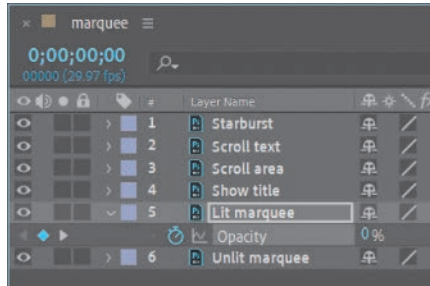 × marquee ≡
0;00;00;00
00000 (29.97 fps)
# Layer Name
1 Starburst
2 Scroll text
3 Scroll area
4 Show title
5 Lit marquee
Opacity 0 %
6 Unlit marquee